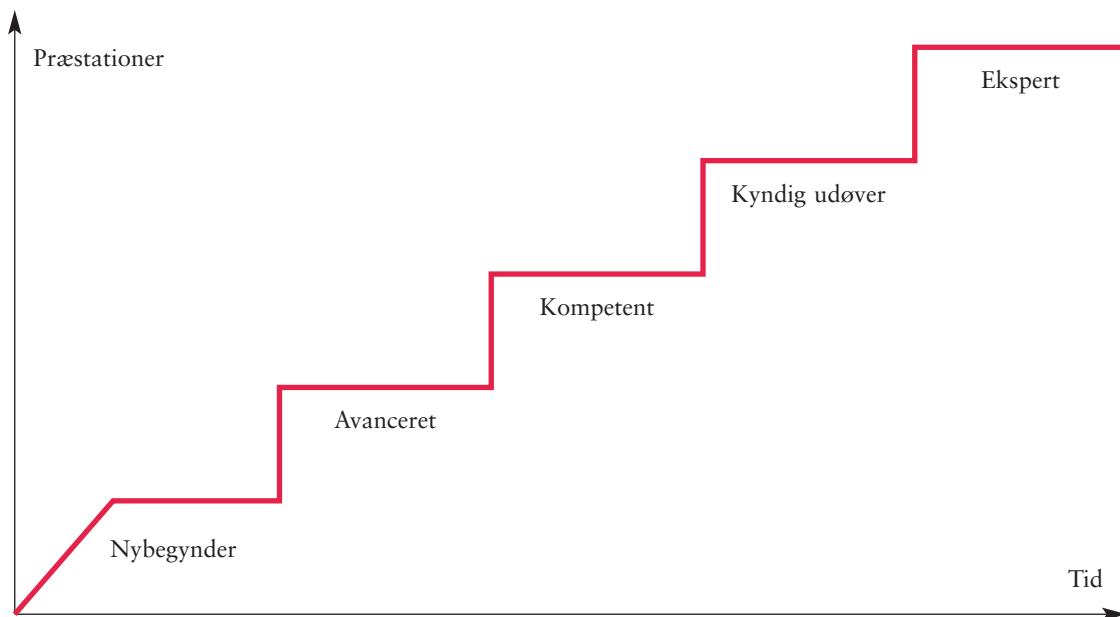 Præstationer
Ekspert
Kyndig udøver
Kompetent
Avanceret
Nybegynder
Tid